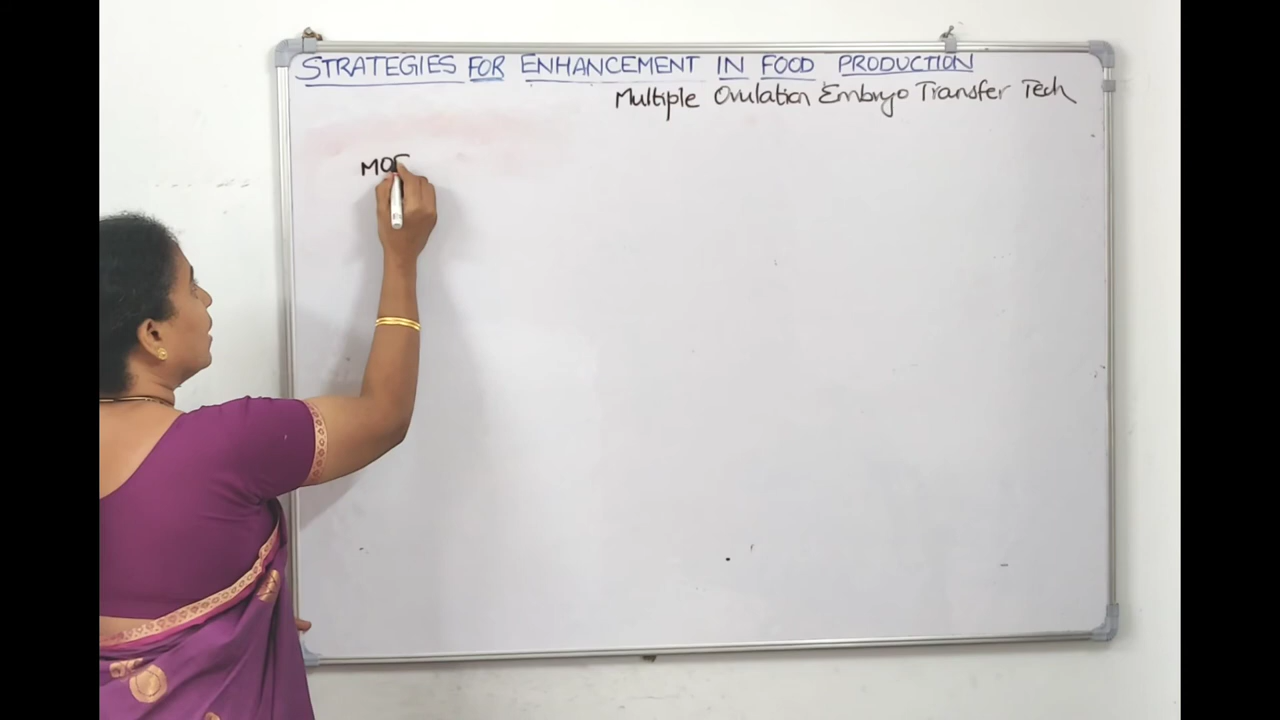 STRATEGIES FOR ENHANCEMENT IN FOOD PRODUCTION
Multiple Ovulation Embryo Transfer Tech
MOE